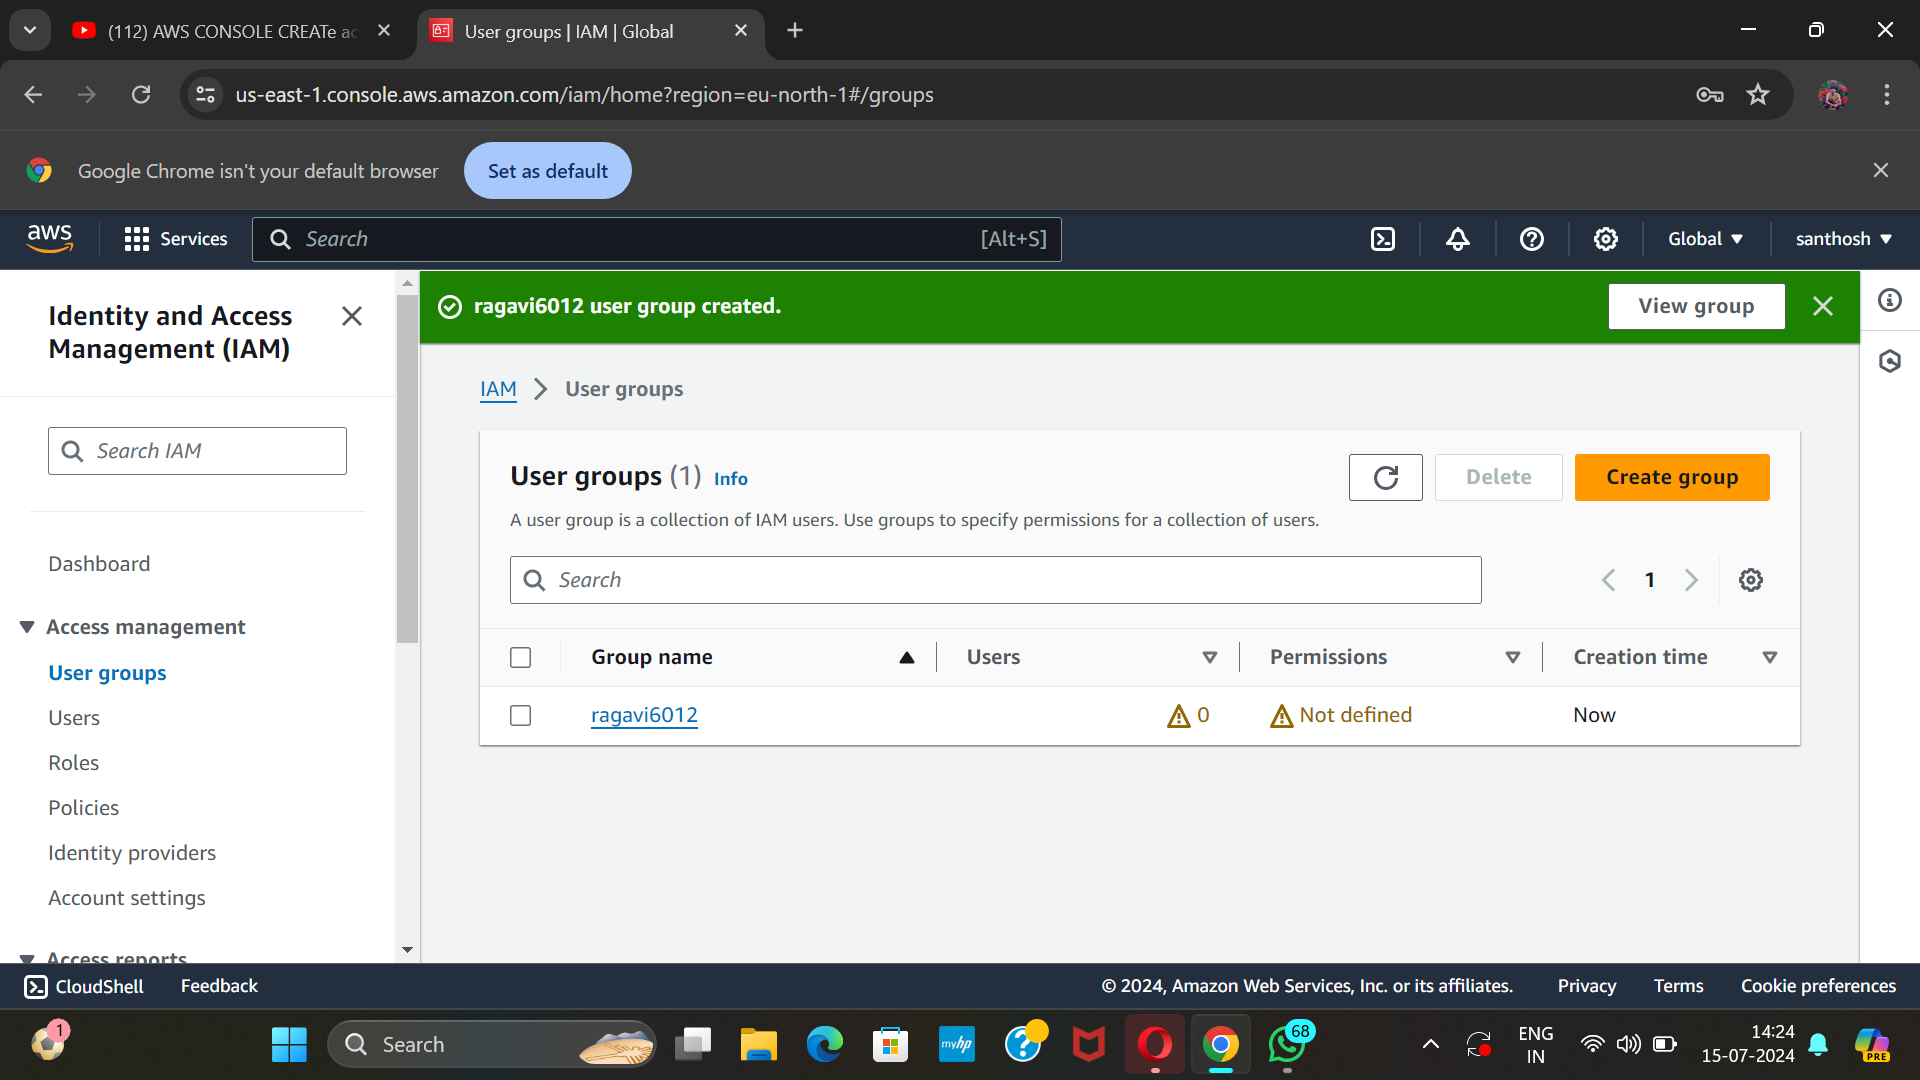 (112) AWS CONSOLE CREATe ac
User groups | IAM | Global
us-east-1.console.aws.amazon.com/iam/home?region=eu-north-1#/groups
Google Chrome isn't your default browser
Set as default
aws
Services
Search
[Alt+S]
Global
santhosh
Identity and Access
Management (IAM)
Search IAM
Dashboard
Access management
User groups
Users
Roles
Policies
Identity providers
Account settings
Access reports
ragavi6012 user group created.
View group
IAM
User groups
User groups (1) Info
Delete
Create group
A user group is a collection of IAM users. Use groups to specify permissions for a collection of users.
Search
1
Group name
Users
Permissions
Creation time
ragavi6012
0
Not defined
Now
CloudShell
Feedback
© 2024, Amazon Web Services, Inc. or its affiliates.
Privacy
Terms
Cookie preferences
1
Search
myhp
68
ENG
IN
14:24
15-07-2024
PRE